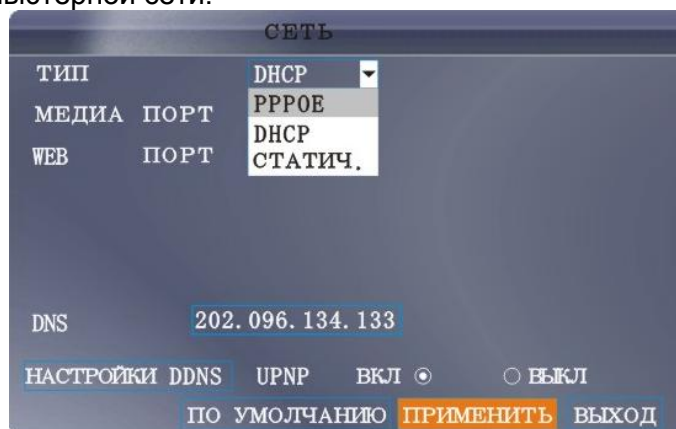 СЕТЬ
ТИП DHCP
PPPOE
МЕДИА ПОРТ
DHCP
WEB ПОРТ
СТАТИЧ.
DNS 202.096.134.133
НАСТРОЙКИ DDNS UPNP ВКЛ ВЫКЛ
ПО УМОЛЧАНИЮ ПРИМЕНИТЬ ВЫХОД